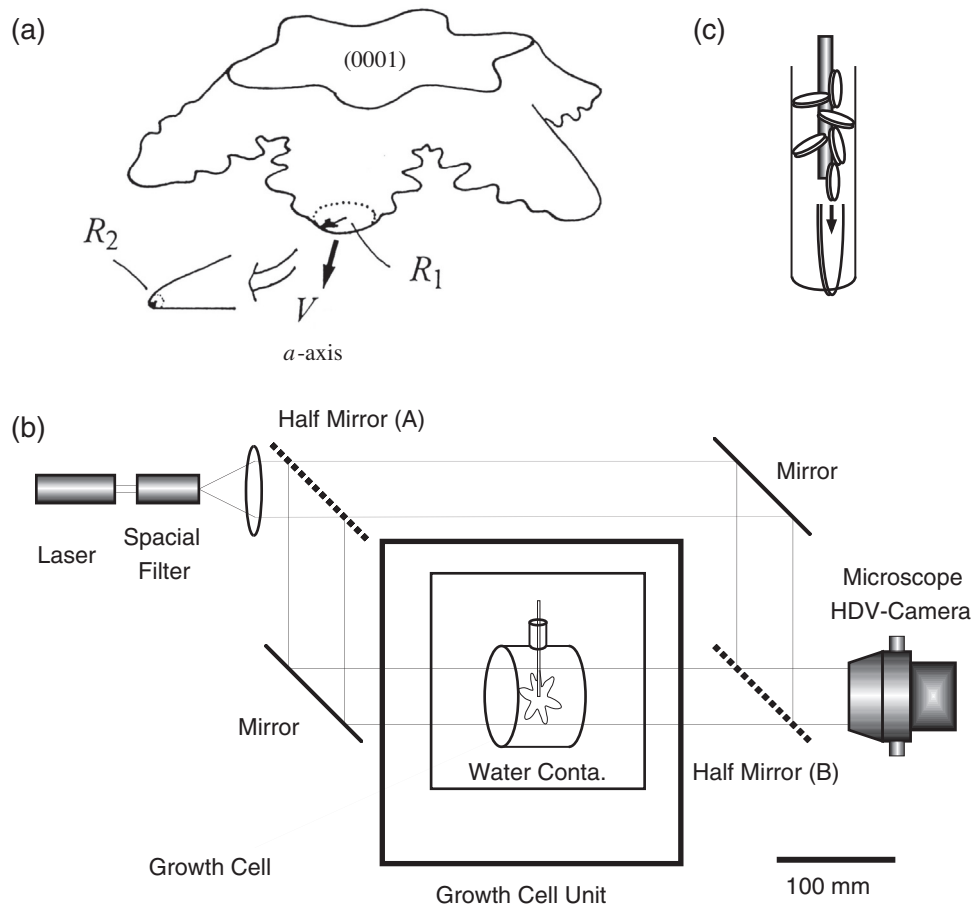 (a)
(c)
(0001)
R2
R1
V
a-axis
(b)
Half Mirror (A)
Mirror
Laser
Spacial
Filter
Microscope
HDV-Camera
Mirror
Water Conta.
Half Mirror (B)
Growth Cell
Growth Cell Unit
100 mm